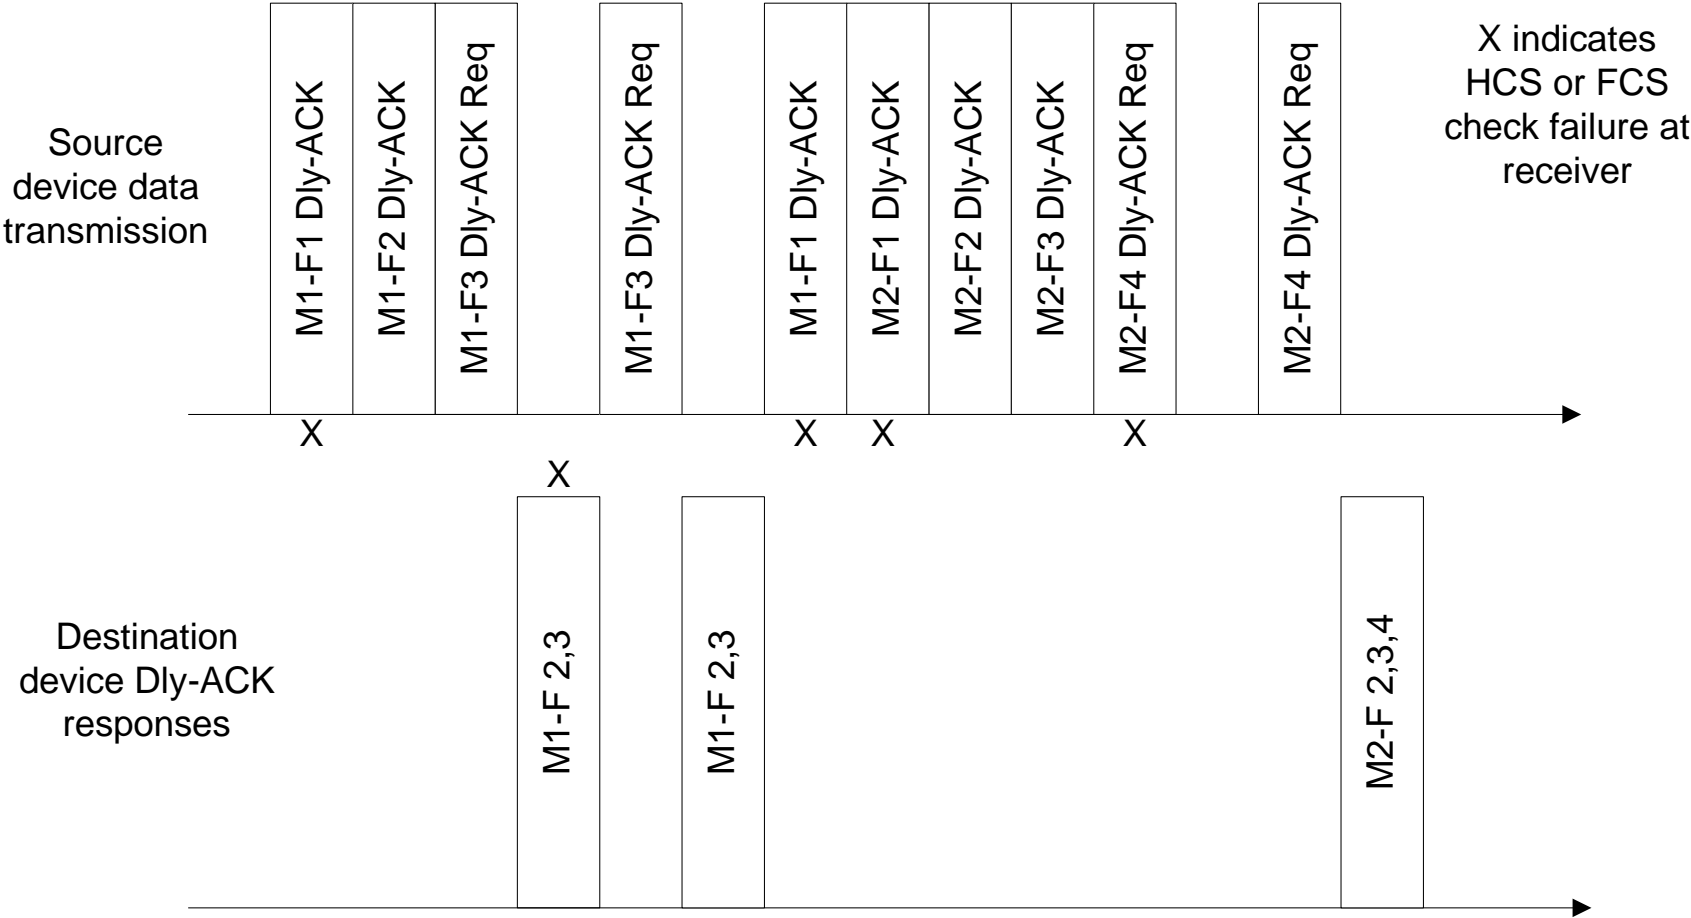 Source
device data
transmission
M1-F1 Dly-ACK
M1-F2 Dly-ACK
M1-F3 Dly-ACK Req
M1-F3 Dly-ACK Req
M1-F1 Dly-ACK
M2-F1 Dly-ACK
M2-F2 Dly-ACK
M2-F3 Dly-ACK
M2-F4 Dly-ACK Req
M2-F4 Dly-ACK Req
X indicates
HCS or FCS
check failure at
receiver
X
X
X
X
X
Destination
device Dly-ACK
responses
M1-F 2,3
M1-F 2,3
M2-F 2,3,4